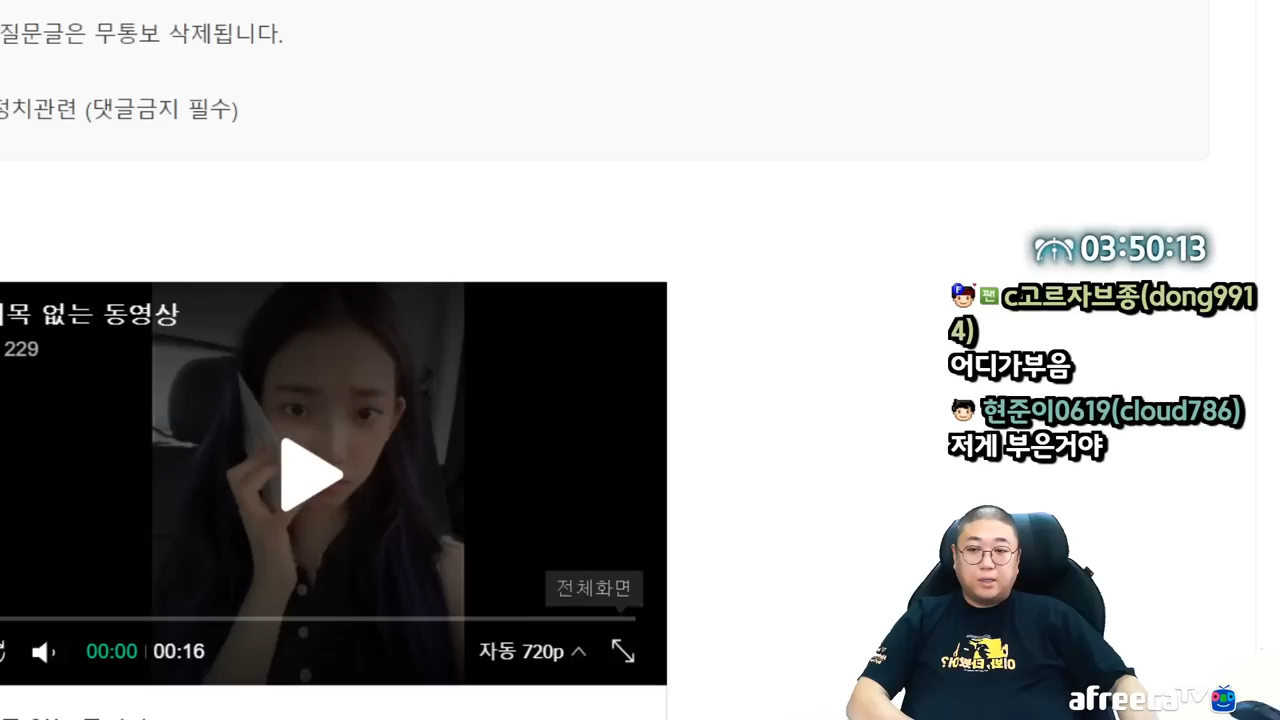 질문글은 무통보 삭제됩니다.
정치관련 (댓글금지 필수)
03:50:13
c고르자브종(dong991
4)
어디가부음
현준이0619(cloud786)
저게 부은거야
제목 없는 동영상
229
전체화면
00:00 00:16
자동 720p
afreecaTV